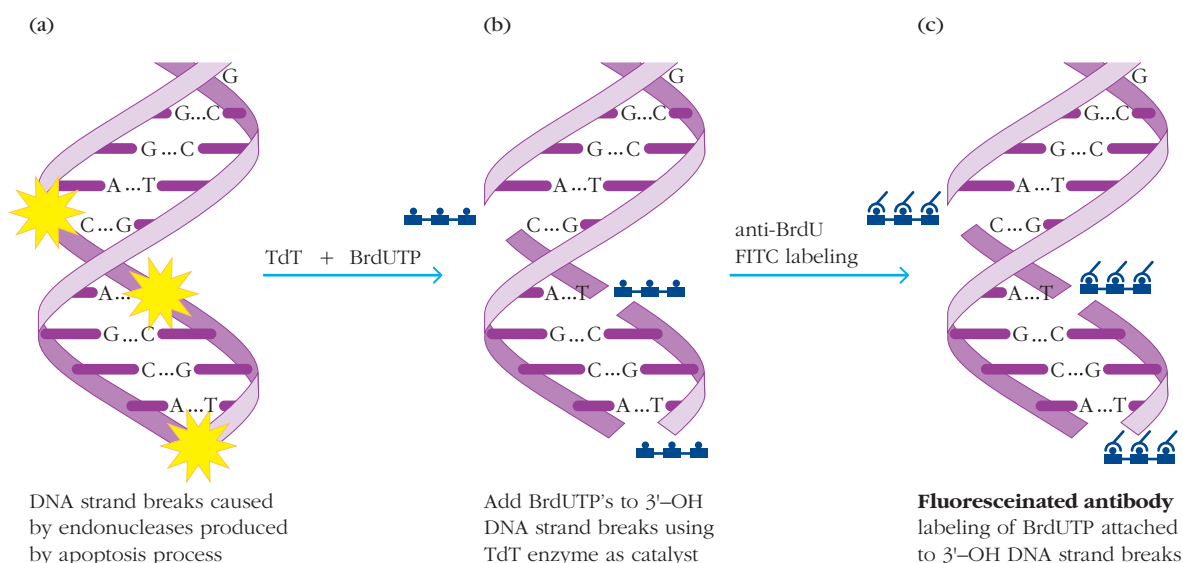 (a)
(b)
(c)
G
G...C
G...C
A...T
C...G
A...
G...C
C...G
A...T
TdT + BrdUTP
G
G...C
G...C
A...T
C...G
A...T
G...C
C...G
A...T
anti-BrdU
FITC labeling
G
G...C
G...C
A...T
C...G
A...T
G...C
C...G
A...T
DNA strand breaks caused
by endonucleases produced
by apoptosis process
Add BrdUTP's to 3'–OH
DNA strand breaks using
TdT enzyme as catalyst
Fluoresceinated antibody
labeling of BrdUTP attached
to 3'–OH DNA strand breaks